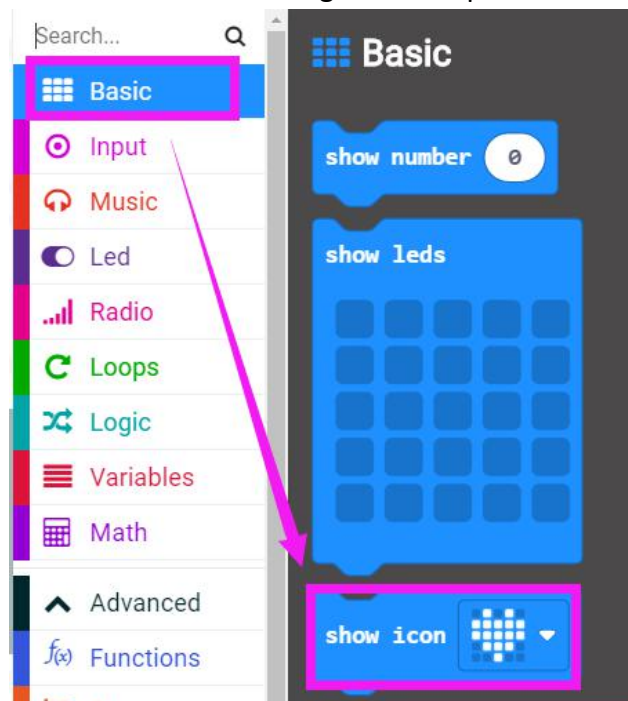 Search...
Basic
Input
Music
Led
Radio
Loops
Logic
Variables
Math
Advanced
f(x) Functions
Basic
show number 0
show leds
show icon